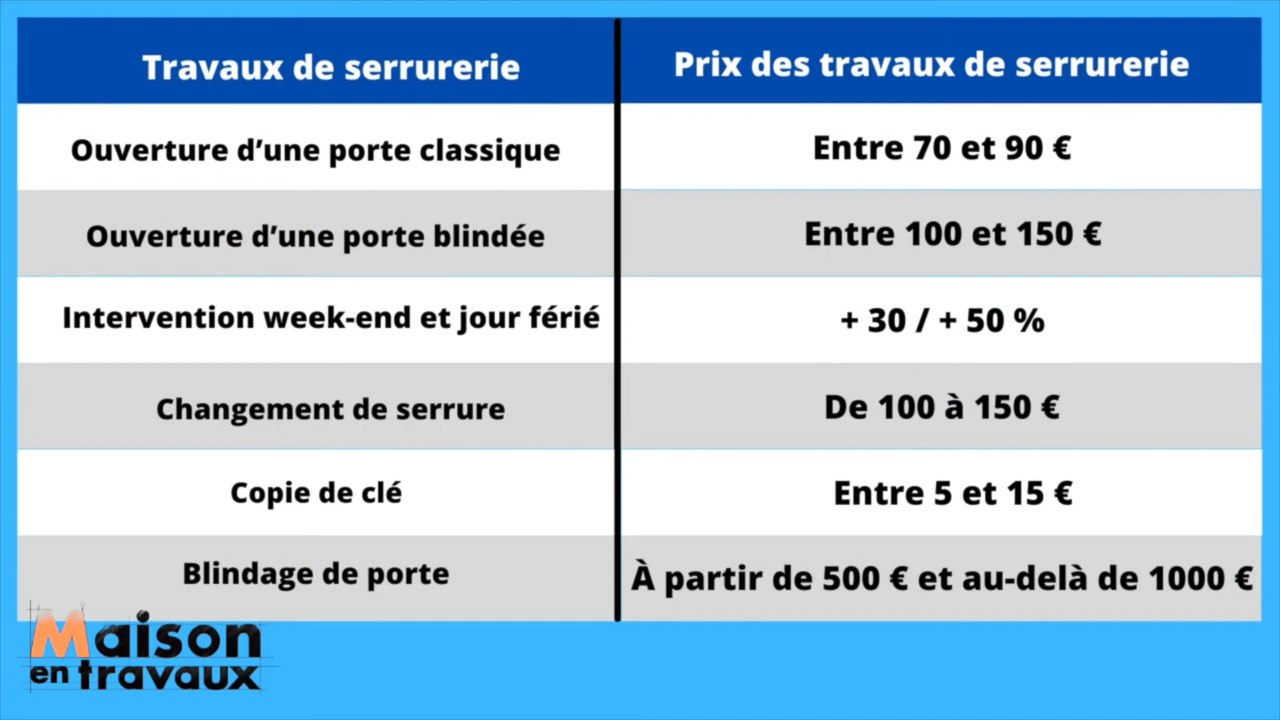 Travaux de serrurerie
Prix des travaux de serrurerie
Ouverture d’une porte classique
Entre 70 et 90 €
Ouverture d’une porte blindée
Entre 100 et 150 €
Intervention week-end et jour férié
+ 30 / + 50 %
Changement de serrure
De 100 à 150 €
Copie de clé
Entre 5 et 15 €
Blindage de porte
À partir de 500 € et au-delà de 1000 €
Maison
en travaux